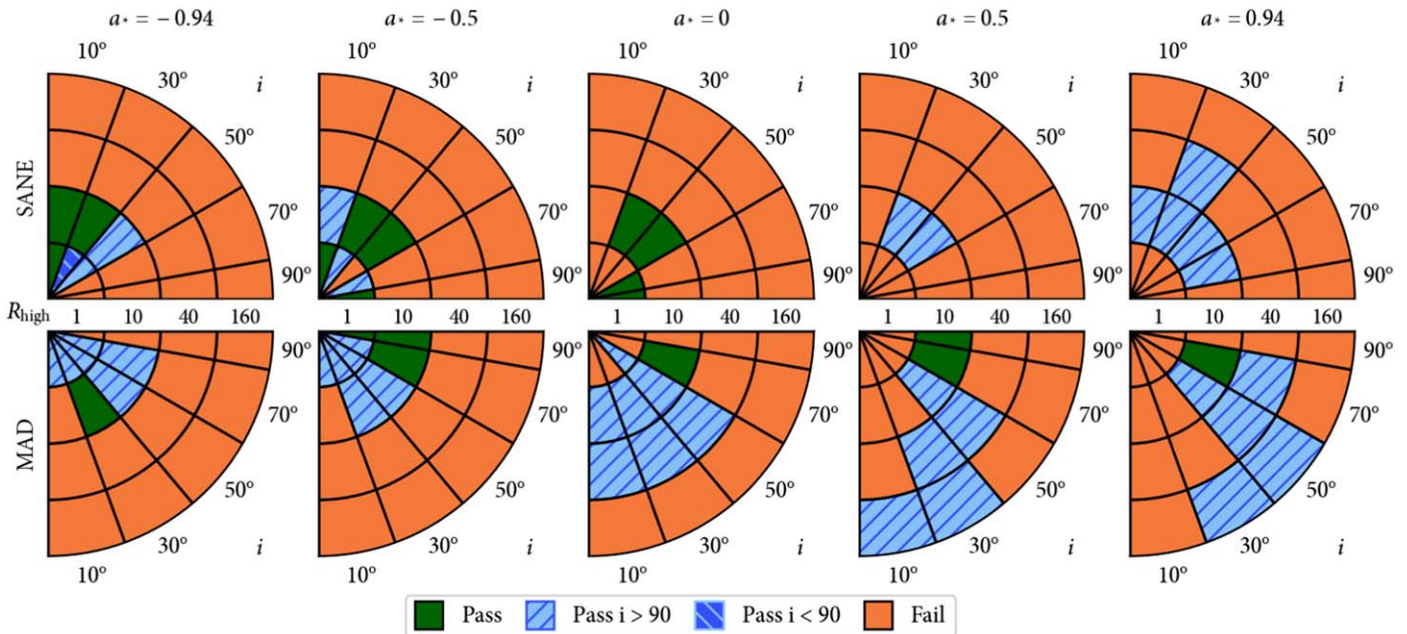 a* = − 0.94 a* = − 0.5 a* = 0 a* = 0.5 a* = 0.94
10° 10° 10° 10° 10°
30° i 30° i 30° i 30° i 30° i
50° 50° 50° 50° 50°
SANE
70° 70° 70° 70° 70°
90° 90° 90° 90° 90°
R_high 1 10 40 160 1 10 40 160 1 10 40 160 1 10 40 160 1 10 40 160
90° 90° 90° 90° 90°
70° 70° 70° 70° 70°
MAD
50° 50° 50° 50° 50°
30° i 30° i 30° i 30° i 30° i
10° 10° 10° 10° 10°
Pass Pass i > 90 Pass i < 90 Fail